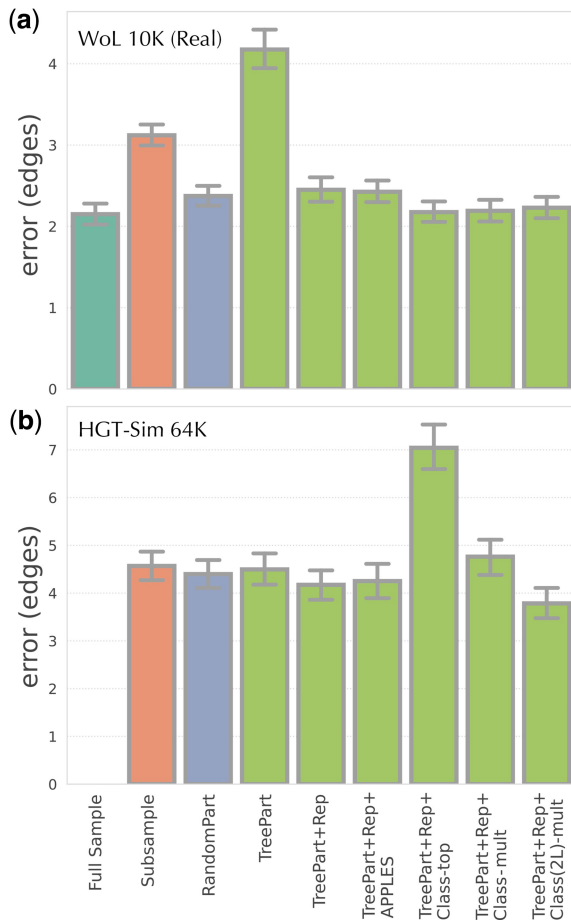 (a)
WoL 10K (Real)
error (edges)
4
3
2
1
0
(b)
HGT-Sim 64K
error (edges)
7
6
5
4
3
2
1
0
Full Sample
Subsample
RandomPart
TreePart
TreePart+Rep
TreePart+Rep+
APPLES
TreePart+Rep+
Class-top
TreePart+Rep+
Class-mult
TreePart+Rep+
Class(2L)-mult